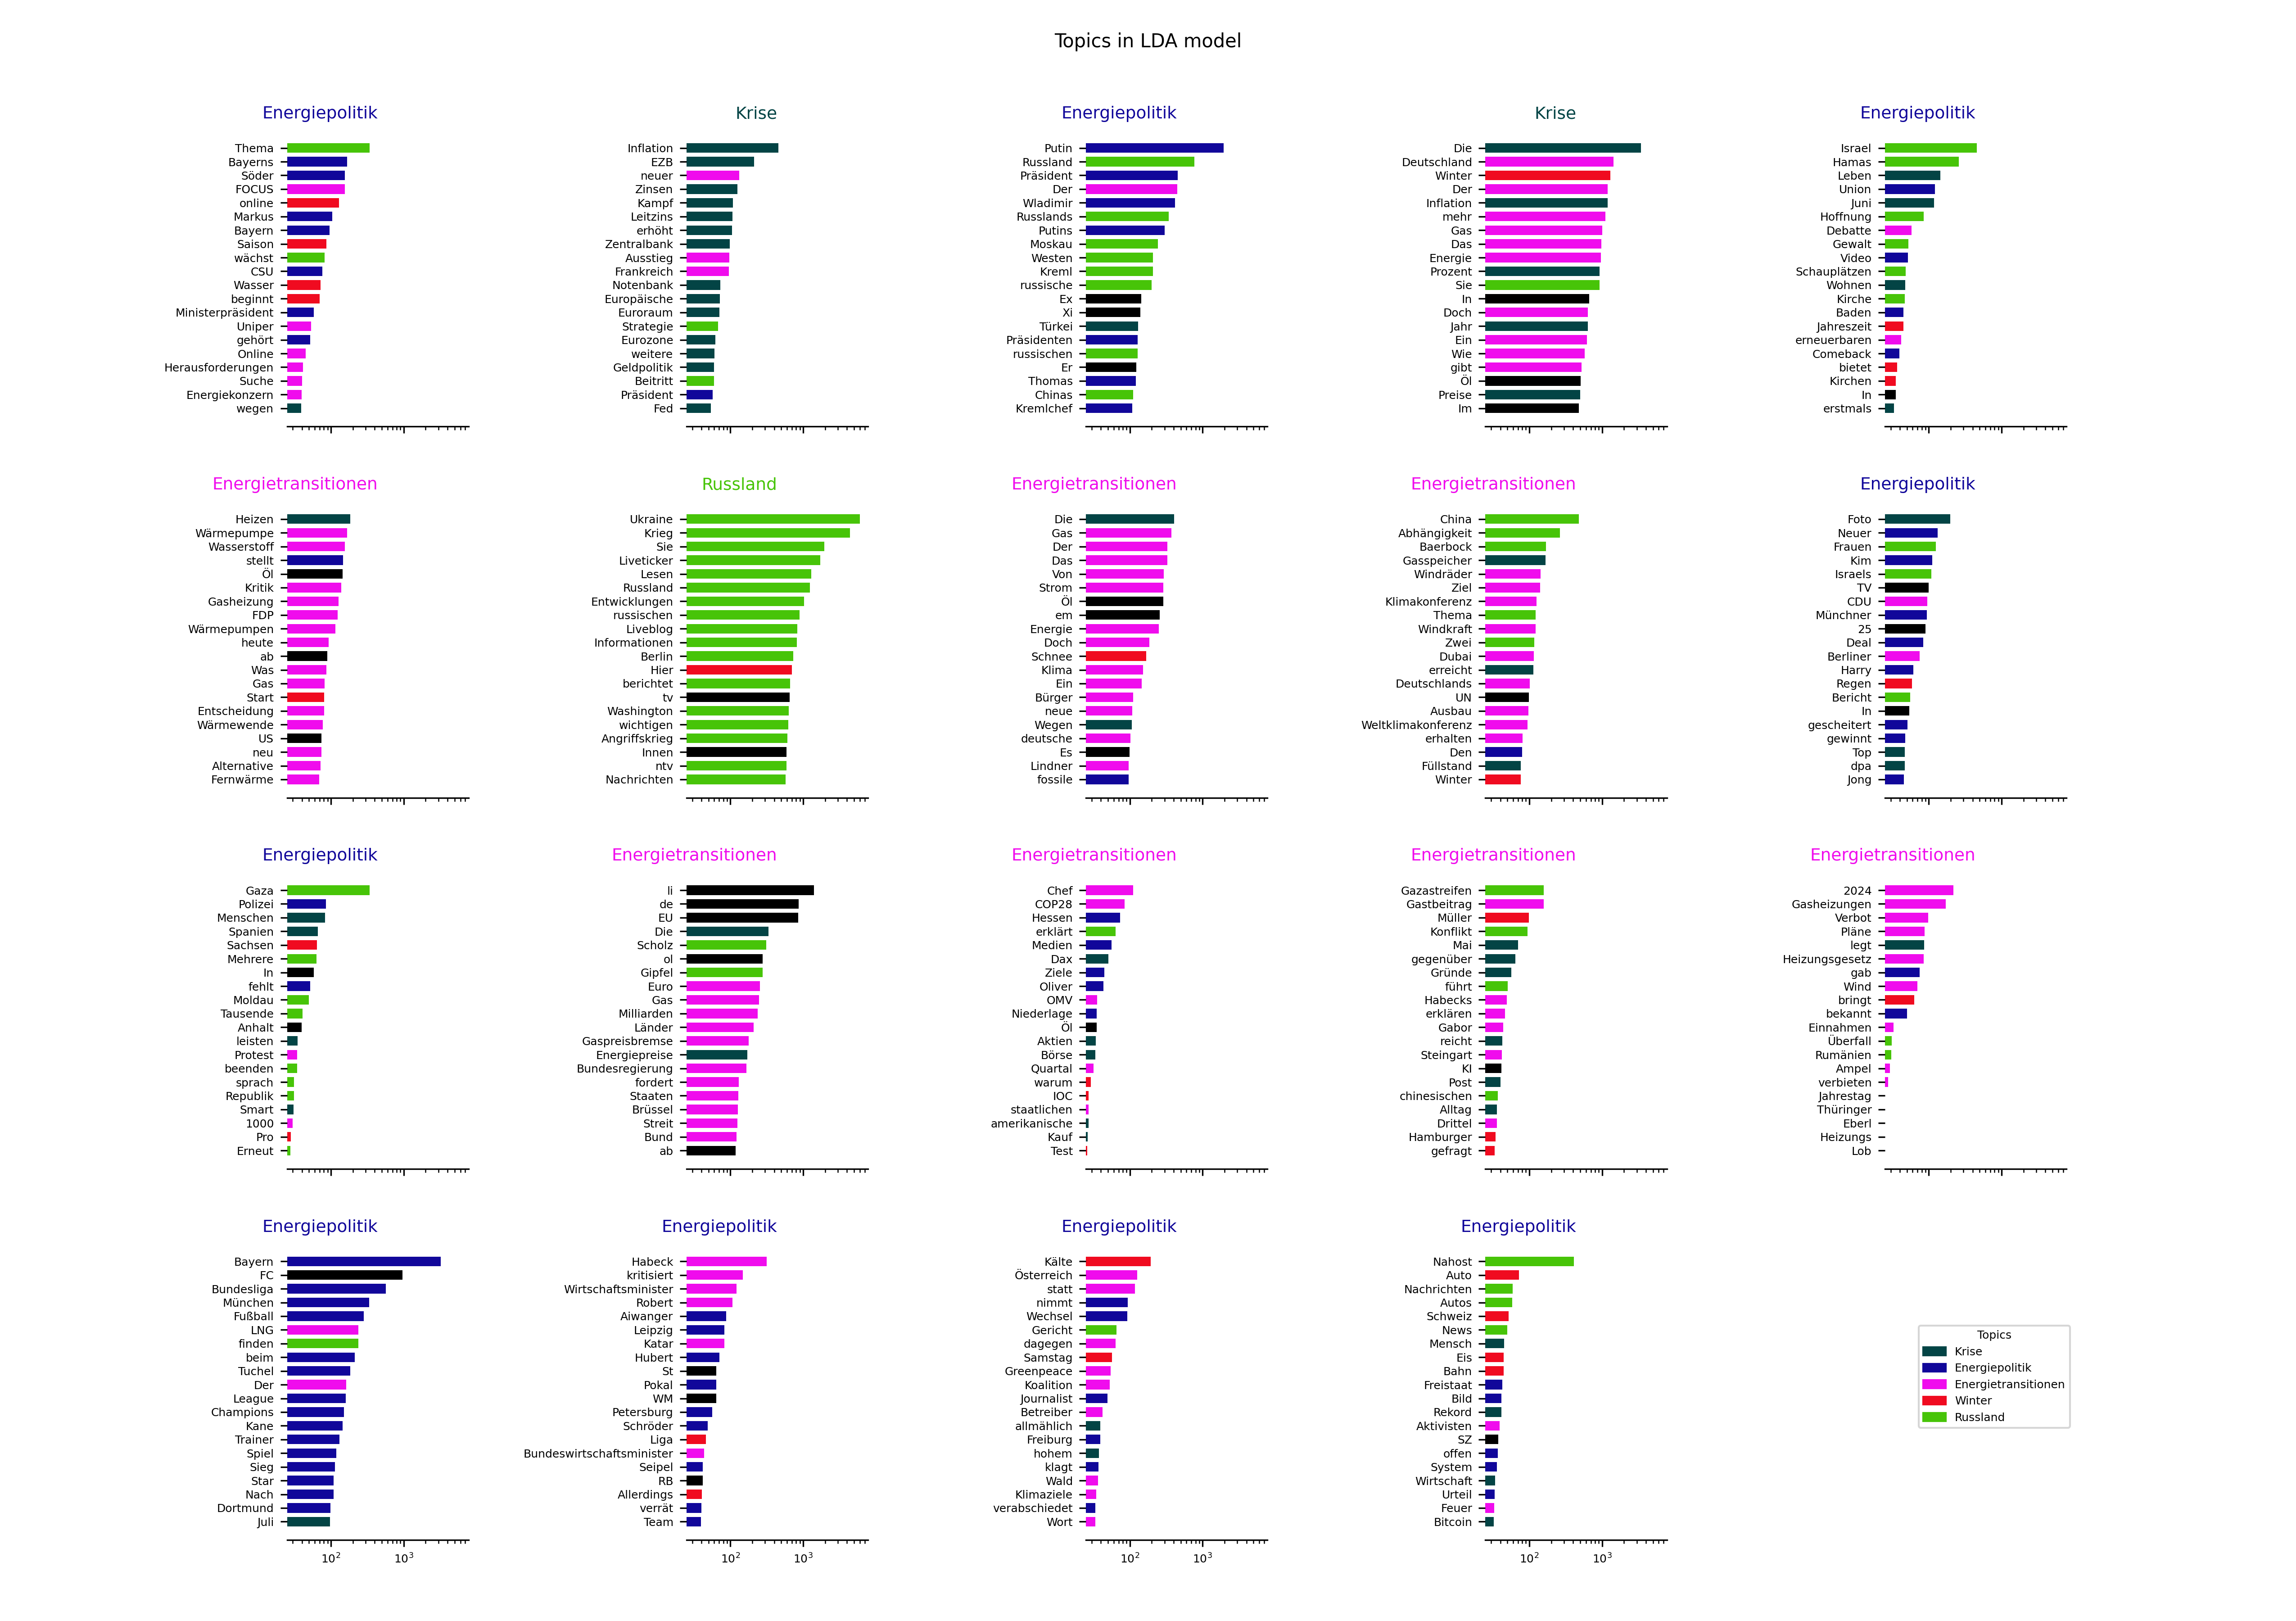 Topics in LDA model
Energiepolitik
Thema
Bayerns
Söder
FOCUS
online
Markus
Bayern
Saison
wächst
CSU
Wasser
beginnt
Ministerpräsident
Uniper
gehört
Online
Herausforderungen
Suche
Energiekonzern
wegen
Krise
Inflation
EZB
neuer
Zinsen
Kampf
Leitzins
erhöht
Zentralbank
Ausstieg
Frankreich
Notenbank
Europäische
Euroraum
Strategie
Eurozone
weitere
Geldpolitik
Beitritt
Präsident
Fed
Energiepolitik
Putin
Russland
Präsident
Der
Wladimir
Russlands
Putins
Moskau
Westen
Kreml
russische
Ex
Xi
Türkei
Präsidenten
russischen
Er
Thomas
Chinas
Kremlchef
Krise
Die
Deutschland
Winter
Der
Inflation
mehr
Gas
Das
Energie
Prozent
Sie
In
Doch
Jahr
Ein
Wie
gibt
Öl
Preise
Im
Energiepolitik
Israel
Hamas
Leben
Union
Juni
Hoffnung
Debatte
Gewalt
Video
Schauplätzen
Wohnen
Kirche
Baden
Jahreszeit
erneuerbaren
Comeback
bietet
Kirchen
In
erstmals
Energietransitionen
Heizen
Wärmepumpe
Wasserstoff
stellt
Öl
Kritik
Gasheizung
FDP
Wärmepumpen
heute
ab
Was
Gas
Start
Entscheidung
Wärmewende
US
neu
Alternative
Fernwärme
Russland
Ukraine
Krieg
Sie
Liveticker
Lesen
Russland
Entwicklungen
russischen
Liveblog
Informationen
Berlin
Hier
berichtet
tv
Washington
wichtigen
Angriffskrieg
Innen
ntv
Nachrichten
Energietransitionen
Die
Gas
Der
Das
Von
Strom
Öl
em
Energie
Doch
Schnee
Klima
Ein
Bürger
neue
Wegen
deutsche
Es
Lindner
fossile
Energietransitionen
China
Abhängigkeit
Baerbock
Gasspeicher
Windräder
Ziel
Klimakonferenz
Thema
Windkraft
Zwei
Dubai
erreicht
Deutschlands
UN
Ausbau
Weltklimakonferenz
erhalten
Den
Füllstand
Winter
Energiepolitik
Foto
Neuer
Frauen
Kim
Israels
TV
CDU
Münchner
25
Deal
Berliner
Harry
Regen
Bericht
In
gescheitert
gewinnt
Top
dpa
Jong
Energiepolitik
Gaza
Polizei
Menschen
Spanien
Sachsen
Mehrere
In
fehlt
Moldau
Tausende
Anhalt
leisten
Protest
beenden
sprach
Republik
Smart
1000
Pro
Erneut
Energietransitionen
li
de
EU
Die
Scholz
ol
Gipfel
Euro
Gas
Milliarden
Länder
Gaspreisbremse
Energiepreise
Bundesregierung
fordert
Staaten
Brüssel
Streit
Bund
ab
Energietransitionen
Chef
COP28
Hessen
erklärt
Medien
Dax
Ziele
Oliver
OMV
Niederlage
Öl
Aktien
Börse
Quartal
warum
IOC
staatlichen
amerikanische
Kauf
Test
Energietransitionen
Gazastreifen
Gastbeitrag
Müller
Konflikt
Mai
gegenüber
Gründe
führt
Habecks
erklären
Gabor
reicht
Steingart
KI
Post
chinesischen
Alltag
Drittel
Hamburger
gefragt
Energietransitionen
2024
Gasheizungen
Verbot
Pläne
legt
Heizungsgesetz
gab
Wind
bringt
bekannt
Einnahmen
Überfall
Rumänien
Ampel
verbieten
Jahrestag
Thüringer
Eberl
Heizungs
Lob
Energiepolitik
Bayern
FC
Bundesliga
München
Fußball
LNG
finden
beim
Tuchel
Der
League
Champions
Kane
Trainer
Spiel
Sieg
Star
Nach
Dortmund
Juli
10² 10³
Energiepolitik
Habeck
kritisiert
Wirtschaftsminister
Robert
Aiwanger
Leipzig
Katar
Hubert
St
Pokal
WM
Petersburg
Schröder
Liga
Bundeswirtschaftsminister
Seipel
RB
Allerdings
verrät
Team
10² 10³
Energiepolitik
Kälte
Österreich
statt
nimmt
Wechsel
Gericht
dagegen
Samstag
Greenpeace
Koalition
Journalist
Betreiber
allmählich
Freiburg
hohem
klagt
Wald
Klimaziele
verabschiedet
Wort
10² 10³
Energiepolitik
Nahost
Auto
Nachrichten
Autos
Schweiz
News
Mensch
Eis
Bahn
Freistaat
Bild
Rekord
Aktivisten
SZ
offen
System
Wirtschaft
Urteil
Feuer
Bitcoin
10² 10³
Topics
Krise
Energiepolitik
Energietransitionen
Winter
Russland